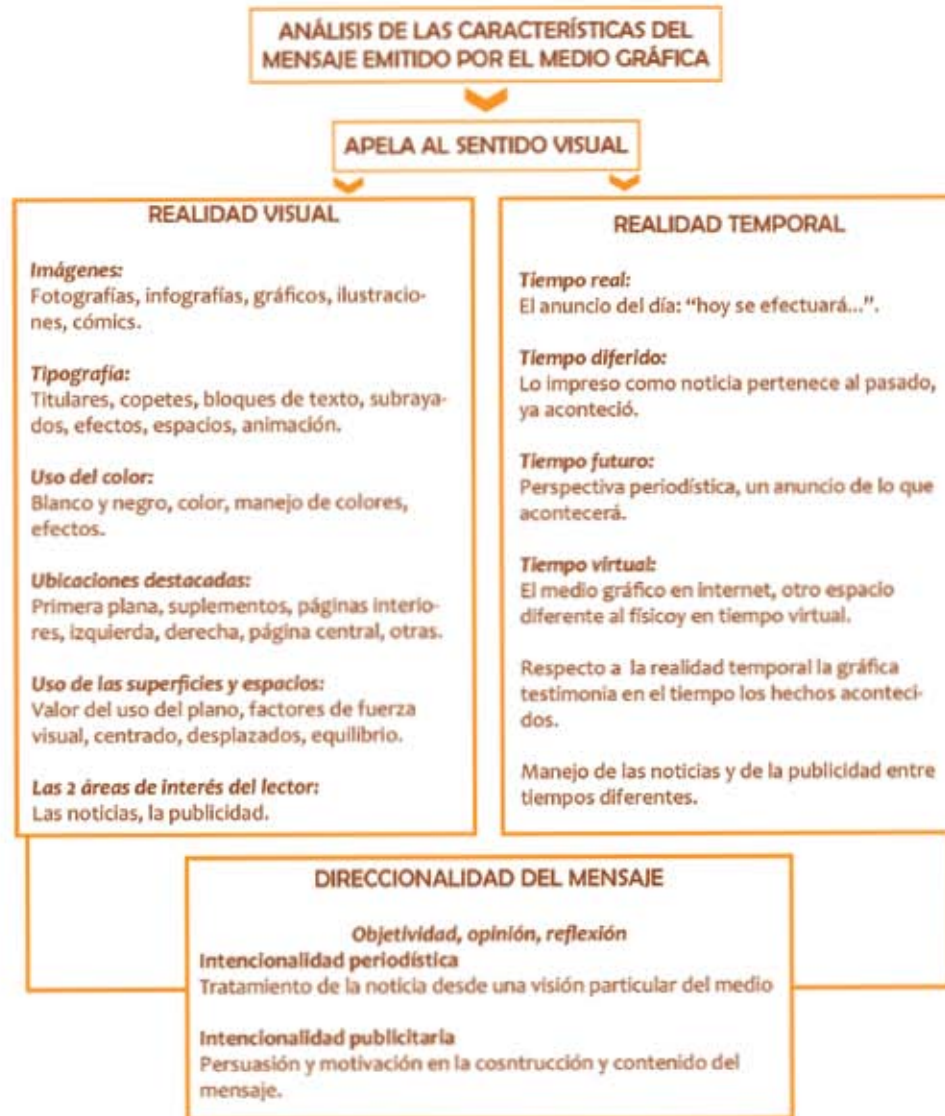 ANÁLISIS DE LAS CARACTERÍSTICAS DEL
MENSAJE EMITIDO POR EL MEDIO GRÁFICA
APELA AL SENTIDO VISUAL
REALIDAD VISUAL
Imágenes:
Fotografías, infografías, gráficos, ilustracio-
nes, cómics.
Tipografía:
Titulares, copetes, bloques de texto, subraya-
dos, efectos, espacios, animación.
Uso del color:
Blanco y negro, color, manejo de colores,
efectos.
Ubicaciones destacadas:
Primera plana, suplementos, páginas interio-
res, izquierda, derecha, página central, otras.
Uso de las superficies y espacios:
Valor del uso del plano, factores de fuerza
visual, centrado, desplazados, equilibrio.
Las 2 áreas de interés del lector:
Las noticias, la publicidad.
REALIDAD TEMPORAL
Tiempo real:
El anuncio del día: “hoy se efectuará...”.
Tiempo diferido:
Lo impreso como noticia pertenece al pasado,
ya aconteció.
Tiempo futuro:
Perspectiva periodística, un anuncio de lo que
acontecerá.
Tiempo virtual:
El medio gráfico en internet, otro espacio
diferente al físicoy en tiempo virtual.
Respecto a la realidad temporal la gráfica
testimonia en el tiempo los hechos aconteci-
dos.
Manejo de las noticias y de la publicidad entre
tiempos diferentes.
DIRECCIONALIDAD DEL MENSAJE
Objetividad, opinión, reflexión
Intencionalidad periodística
Tratamiento de la noticia desde una visión particular del medio
Intencionalidad publicitaria
Persuasión y motivación en la cosntrucción y contenido del
mensaje.